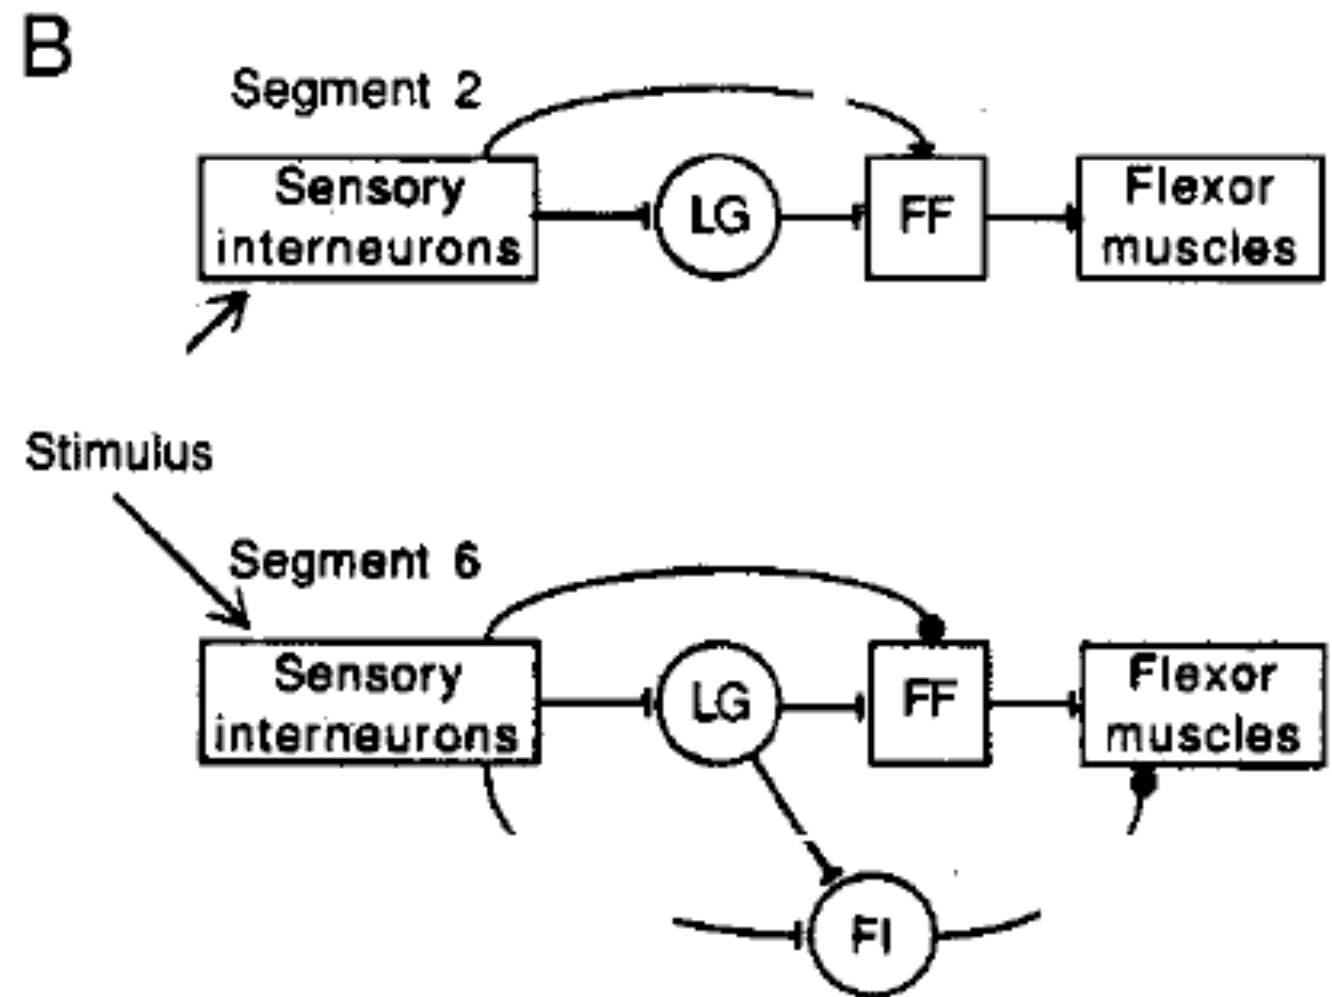 B
Segment 2
Sensory
interneurons
LG
FF
Flexor
muscles
Stimulus
Segment 6
Sensory
interneurons
LG
FF
Flexor
muscles
FI